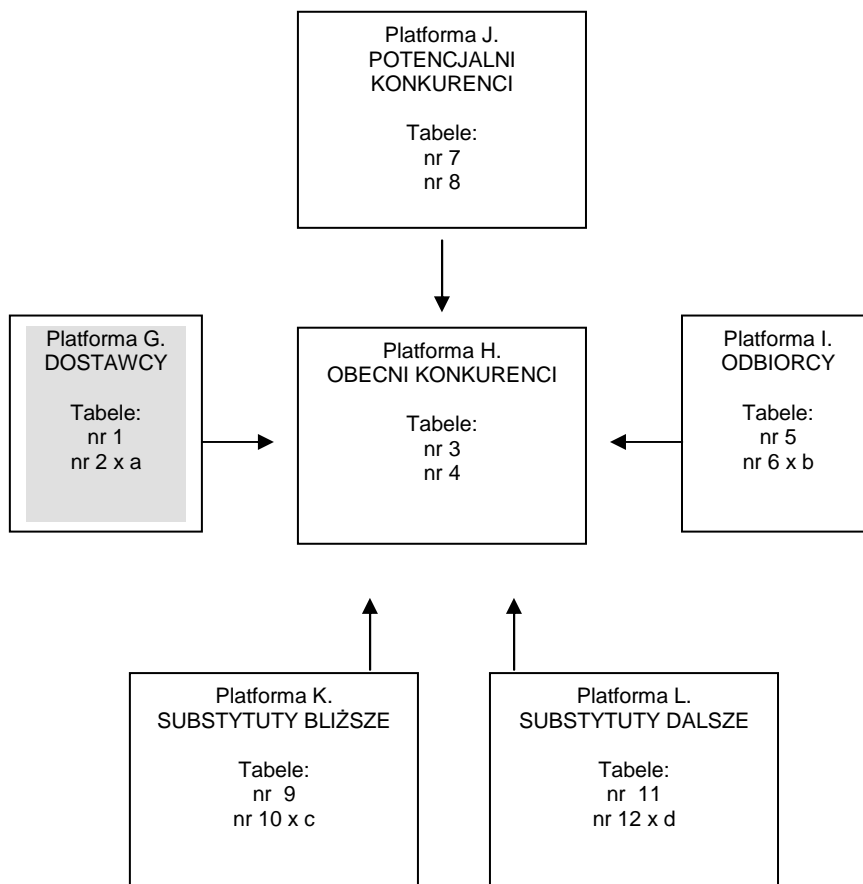 Platforma J.
POTENCJALNI
KONKURENCI
Tabele:
nr 7
nr 8
Platforma G.
DOSTAWCY
Tabele:
nr 1
nr 2 x a
Platforma H.
OBECNI KONKURENCI
Tabele:
nr 3
nr 4
Platforma I.
ODBIORCY
Tabele:
nr 5
nr 6 x b
Platforma K.
SUBSTYTUTY BLIŻSZE
Tabele:
nr 9
nr 10 x c
Platforma L.
SUBSTYTUTY DALSZE
Tabele:
nr 11
nr 12 x d